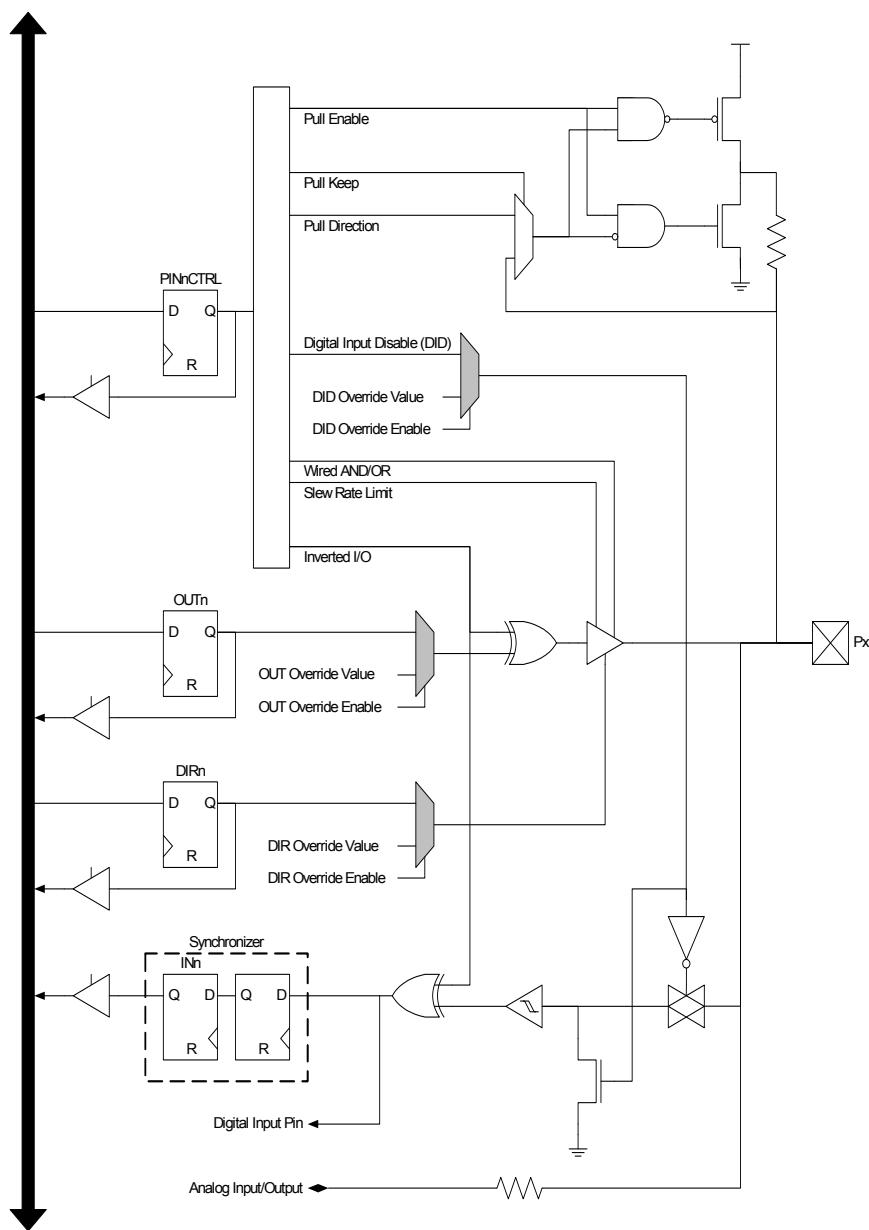 Pull Enable
Pull Keep
Pull Direction
PINnCTRL
D Q
R
Digital Input Disable (DID)
DID Override Value
DID Override Enable
Wired AND/OR
Slew Rate Limit
Inverted I/O
OUTn
D Q
R
OUT Override Value
OUT Override Enable
Px
DIRn
D Q
R
DIR Override Value
DIR Override Enable
Synchronizer
INn
Q D Q D
R R
Digital Input Pin
Analog Input/Output